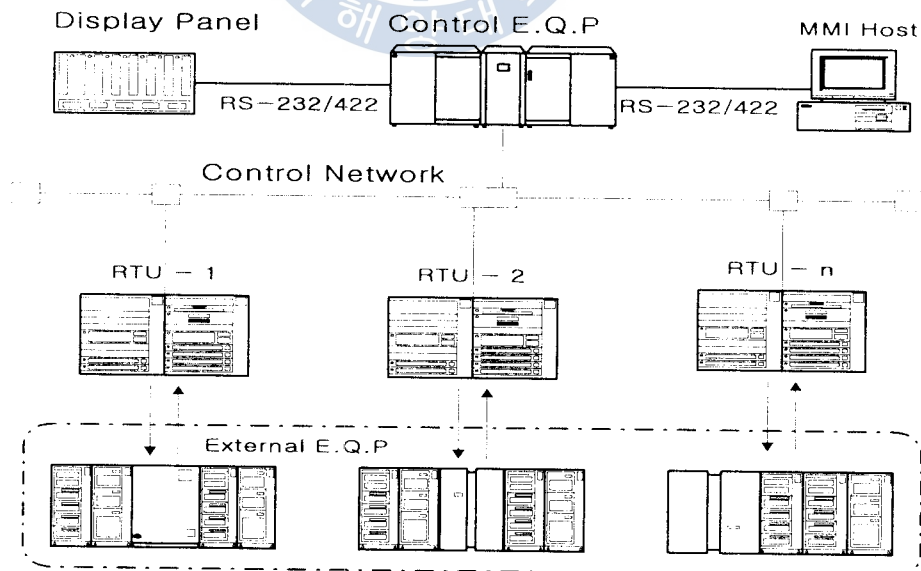 Display Panel
Control E.Q.P
MMI Host
RS-232/422
RS-232/422
Control Network
RTU - 1
RTU - 2
RTU - n
External E.Q.P